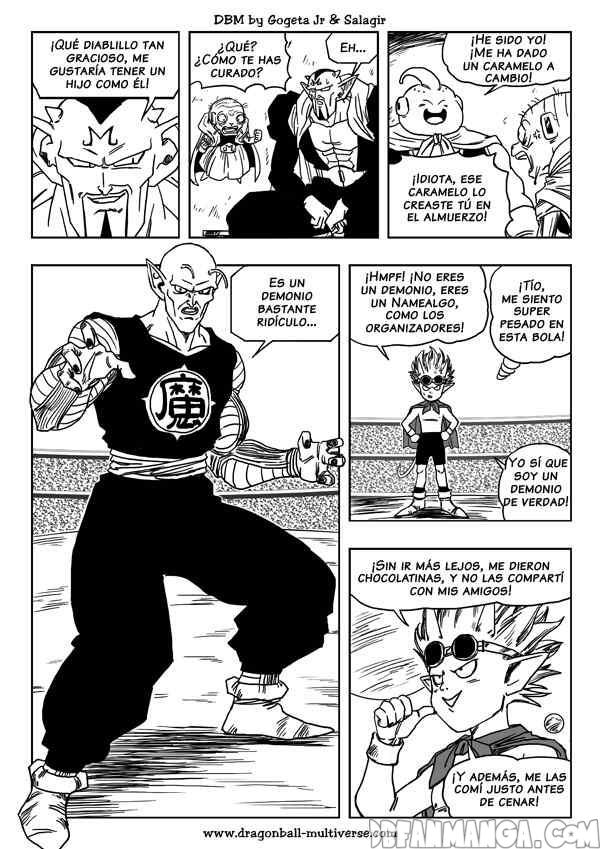 DBM by Gogeta Jr & Salagir
¡QUÉ DIABLILLO TAN
GRACIOSO, ME
GUSTARÍA TENER UN
HIJO COMO ÉL!
M
¿QUÉ?
¿CÓMO TE HAS
CURADO?
EH...
¡HE SIDO YO!
¡ME HA DADO
UN CARAMELO A
CAMBIO!
¡IDIOTA, ESE
CARAMELO LO
CREASTE TÚ EN
EL ALMUERZO!
ES UN
DEMONIO
BASTANTE
RIDÍCULO...
魔
¡HMPF! ¡NO ERES
UN DEMONIO, ERES
UN NAMEALGO,
COMO LOS
ORGANIZADORES!
¡TÍO,
ME SIENTO
SUPER
PESADO EN
ESTA BOLA!
¡YO SÍ QUE
SOY UN
DEMONIO
DE VERDAD!
¡SIN IR MÁS LEJOS, ME DIERON
CHOCOLATINAS, Y NO LAS COMPARTÍ
CON MIS AMIGOS!
¡Y ADEMÁS, ME LAS
COMÍ JUSTO ANTES
DE CENAR!
www.dragonball-multiverse.com
DBFANMANGA.COM